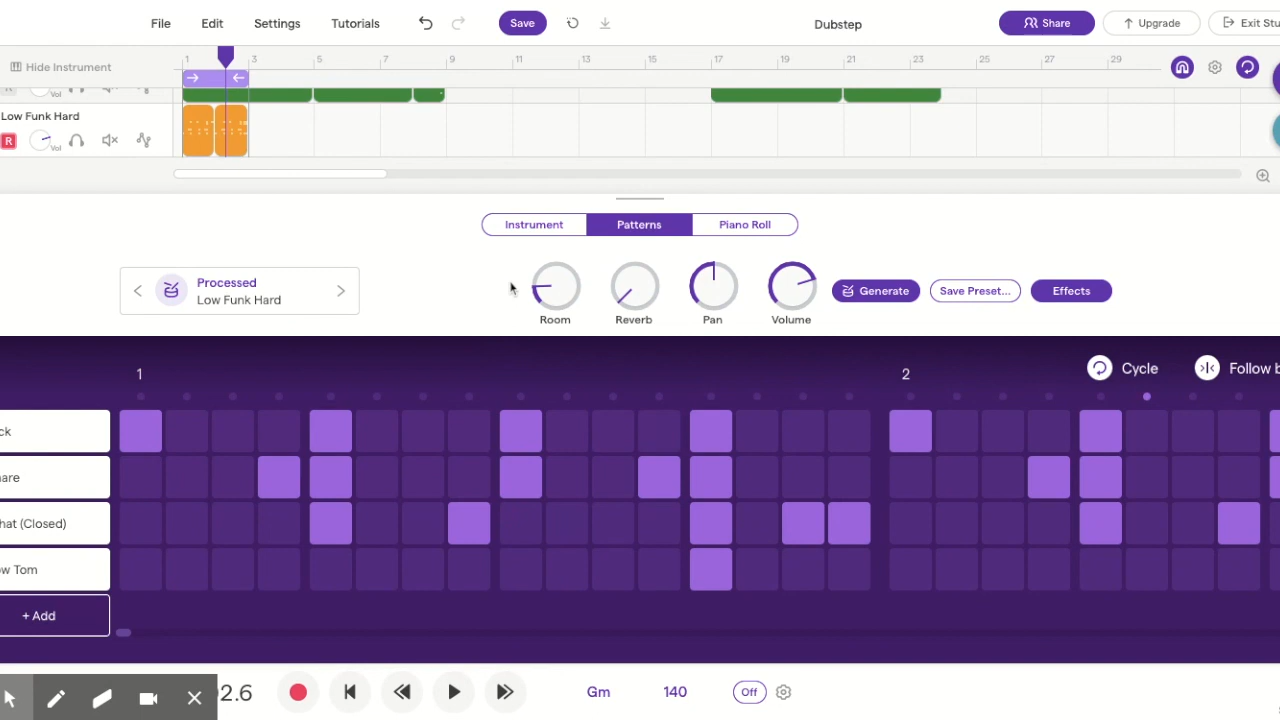 File Edit Settings Tutorials Save Dubstep Share Upgrade Exit Stu
Hide Instrument 1 3 5 7 9 11 13 15 17 19 21 23 25 27 29
Vol
Low Funk Hard
R Vol
Instrument Patterns Piano Roll
Processed
Low Funk Hard
Generate Save Preset... Effects
Room Reverb Pan Volume
1 2 Cycle Follow b
ck
are
hat (Closed)
w Tom
+ Add
02.6 Gm 140 Off